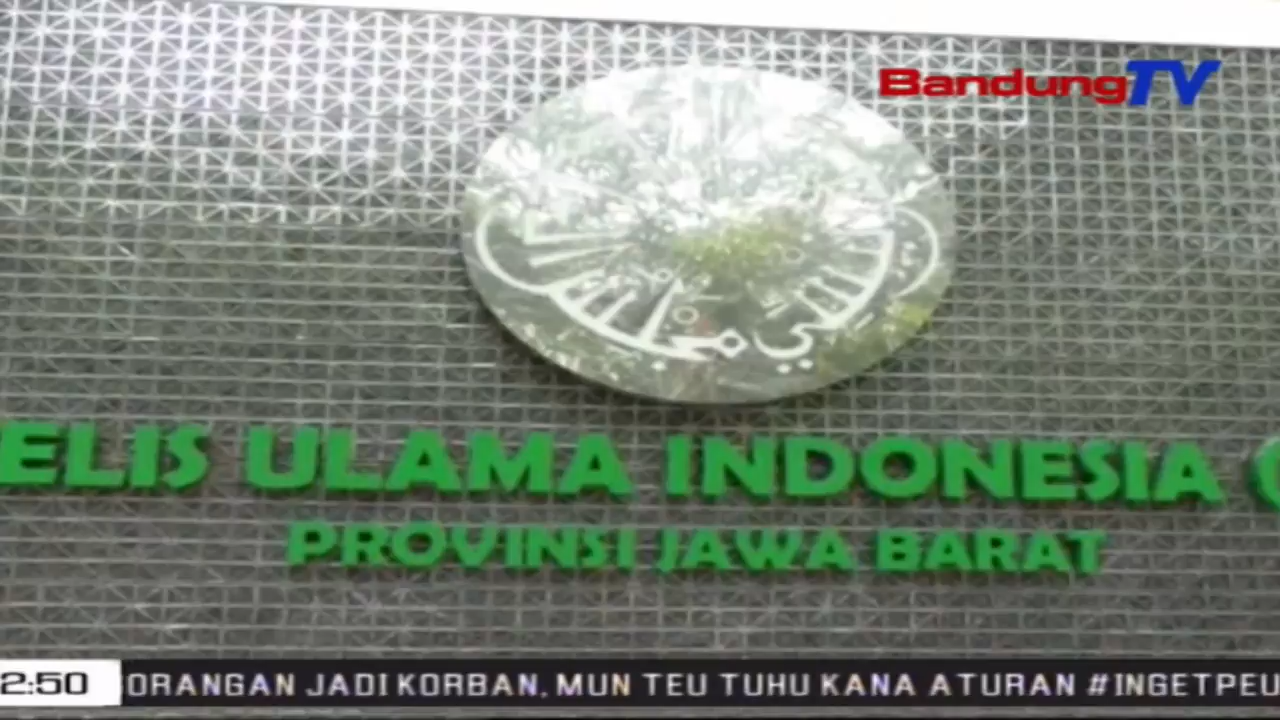 BandungTV
ELIS ULAMA INDONESIA (
PROVINSI JAWA BARAT
2:50 ORANGAN JADI KORBAN, MUN TEU TUHU KANA ATURAN #INGETPEU